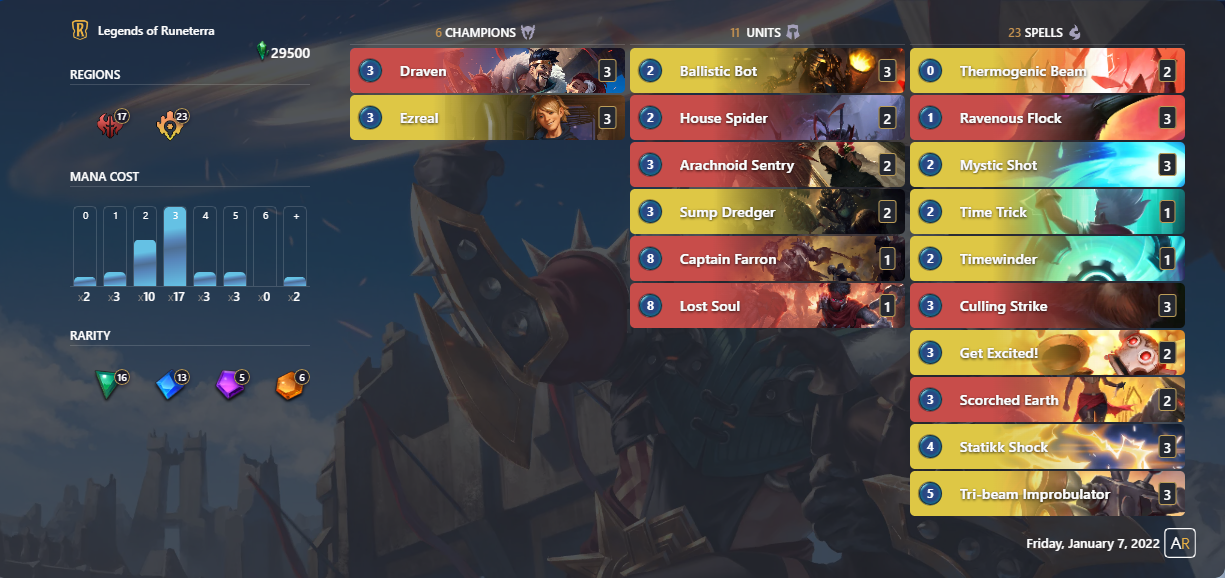 Legends of Runeterra
29500
REGIONS
17
23
MANA COST
0 1 2 3 4 5 6 +
x2 x3 x10 x17 x3 x3 x0 x2
RARITY
16
13
5
6
6 CHAMPIONS
3 Draven 3
3 Ezreal 3
11 UNITS
2 Ballistic Bot 3
2 House Spider 2
3 Arachnoid Sentry 2
3 Sump Dredger 2
8 Captain Farron 1
8 Lost Soul 1
23 SPELLS
0 Thermogenic Beam 2
1 Ravenous Flock 3
2 Mystic Shot 3
2 Time Trick 1
2 Timewinder 1
3 Culling Strike 3
3 Get Excited! 2
3 Scorched Earth 2
4 Statikk Shock 3
5 Tri-beam Improbulator 3
Friday, January 7, 2022 AR